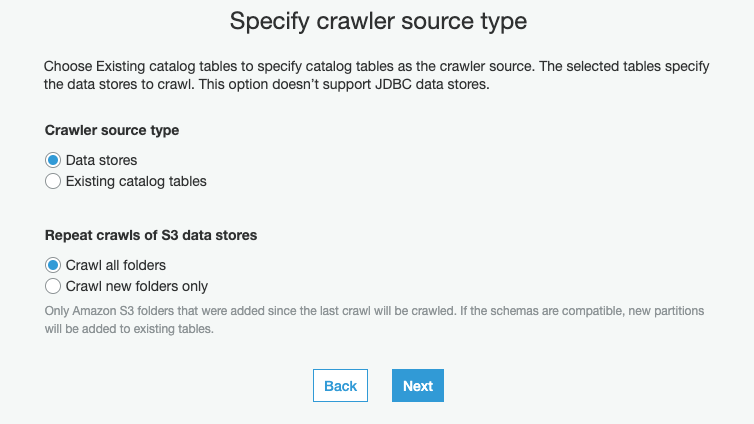 Specify crawler source type
Choose Existing catalog tables to specify catalog tables as the crawler source. The selected tables specify
the data stores to crawl. This option doesn't support JDBC data stores.
Crawler source type
Data stores
Existing catalog tables
Repeat crawls of S3 data stores
Crawl all folders
Crawl new folders only
Only Amazon S3 folders that were added since the last crawl will be crawled. If the schemas are compatible, new partitions
will be added to existing tables.
Back Next